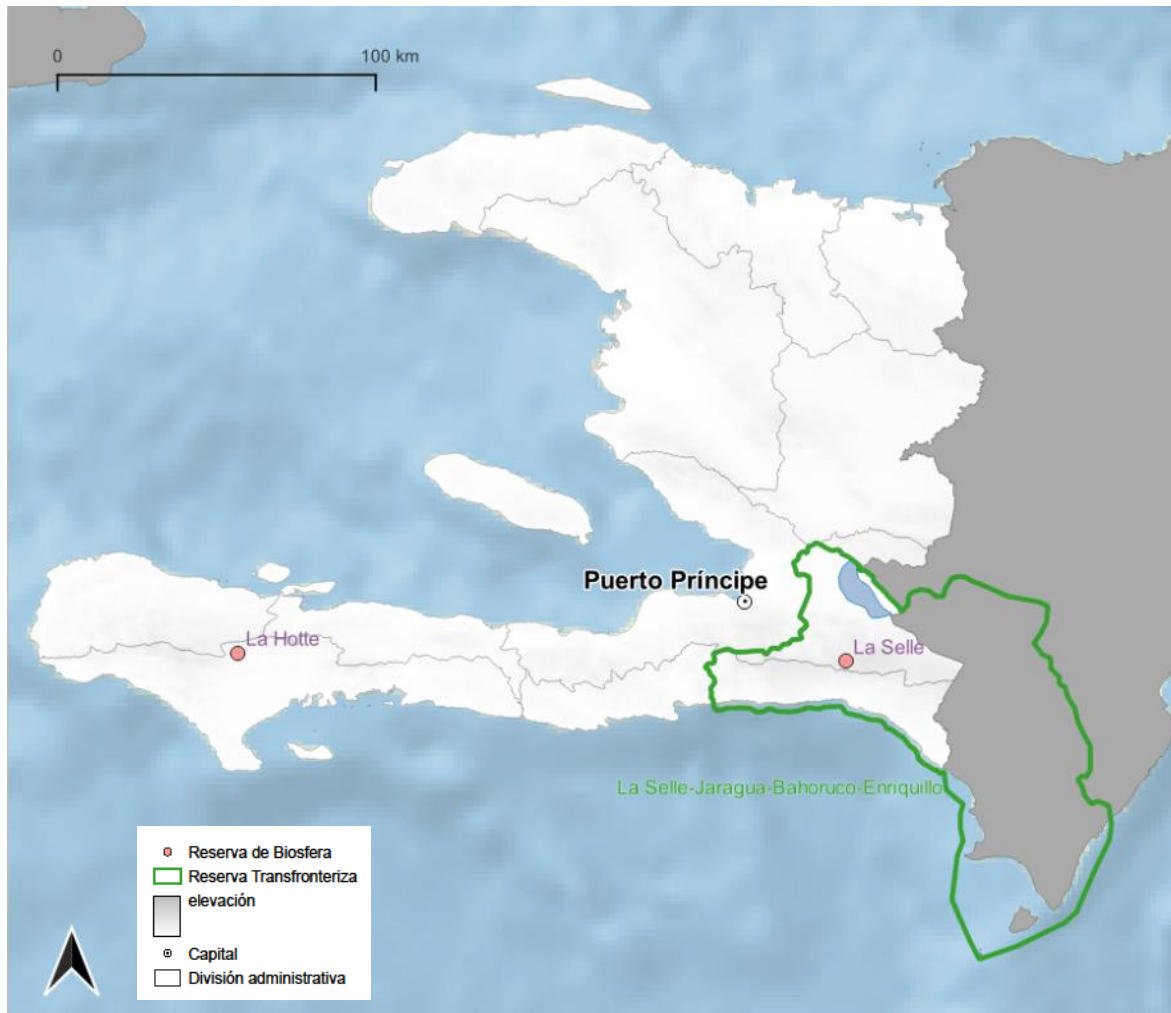 0
100 km
Puerto Príncipe
La Hotte
La Selle
La Selle-Jaragua-Bahoruco-Enriquillo
Reserva de Biosfera
Reserva Transfronteriza
elevación
Capital
División administrativa